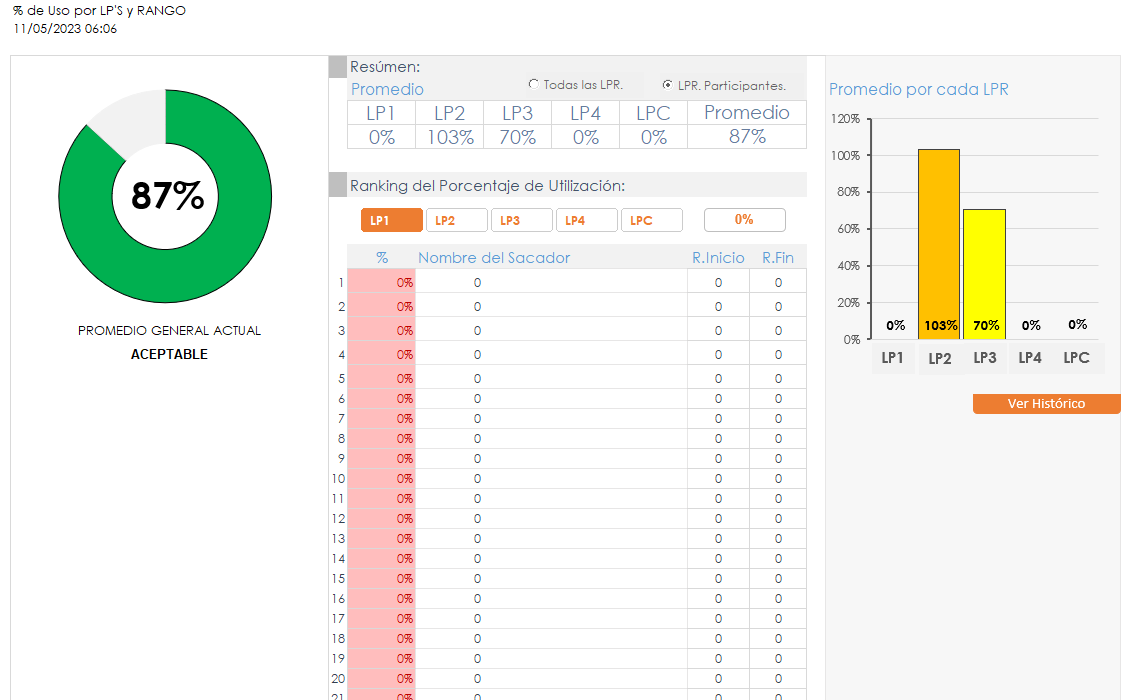 % de Uso por LP'S y RANGO
11/05/2023 06:06
87%
PROMEDIO GENERAL ACTUAL
ACEPTABLE
Resúmen:
Promedio
Todas las LPR.
LPR. Participantes.
LP1 LP2 LP3 LP4 LPC Promedio
0% 103% 70% 0% 0% 87%
Ranking del Porcentaje de Utilización:
LP1 LP2 LP3 LP4 LPC 0%
% Nombre del Sacador R.Inicio R.Fin
1 0% 0 0 0
2 0% 0 0 0
3 0% 0 0 0
4 0% 0 0 0
5 0% 0 0 0
6 0% 0 0 0
7 0% 0 0 0
8 0% 0 0 0
9 0% 0 0 0
10 0% 0 0 0
11 0% 0 0 0
12 0% 0 0 0
13 0% 0 0 0
14 0% 0 0 0
15 0% 0 0 0
16 0% 0 0 0
17 0% 0 0 0
18 0% 0 0 0
19 0% 0 0 0
20 0% 0 0 0
21 0% 0 0 0
Promedio por cada LPR
120%
100%
80%
60%
40%
20%
0%
0% 103% 70% 0% 0%
LP1 LP2 LP3 LP4 LPC
Ver Histórico